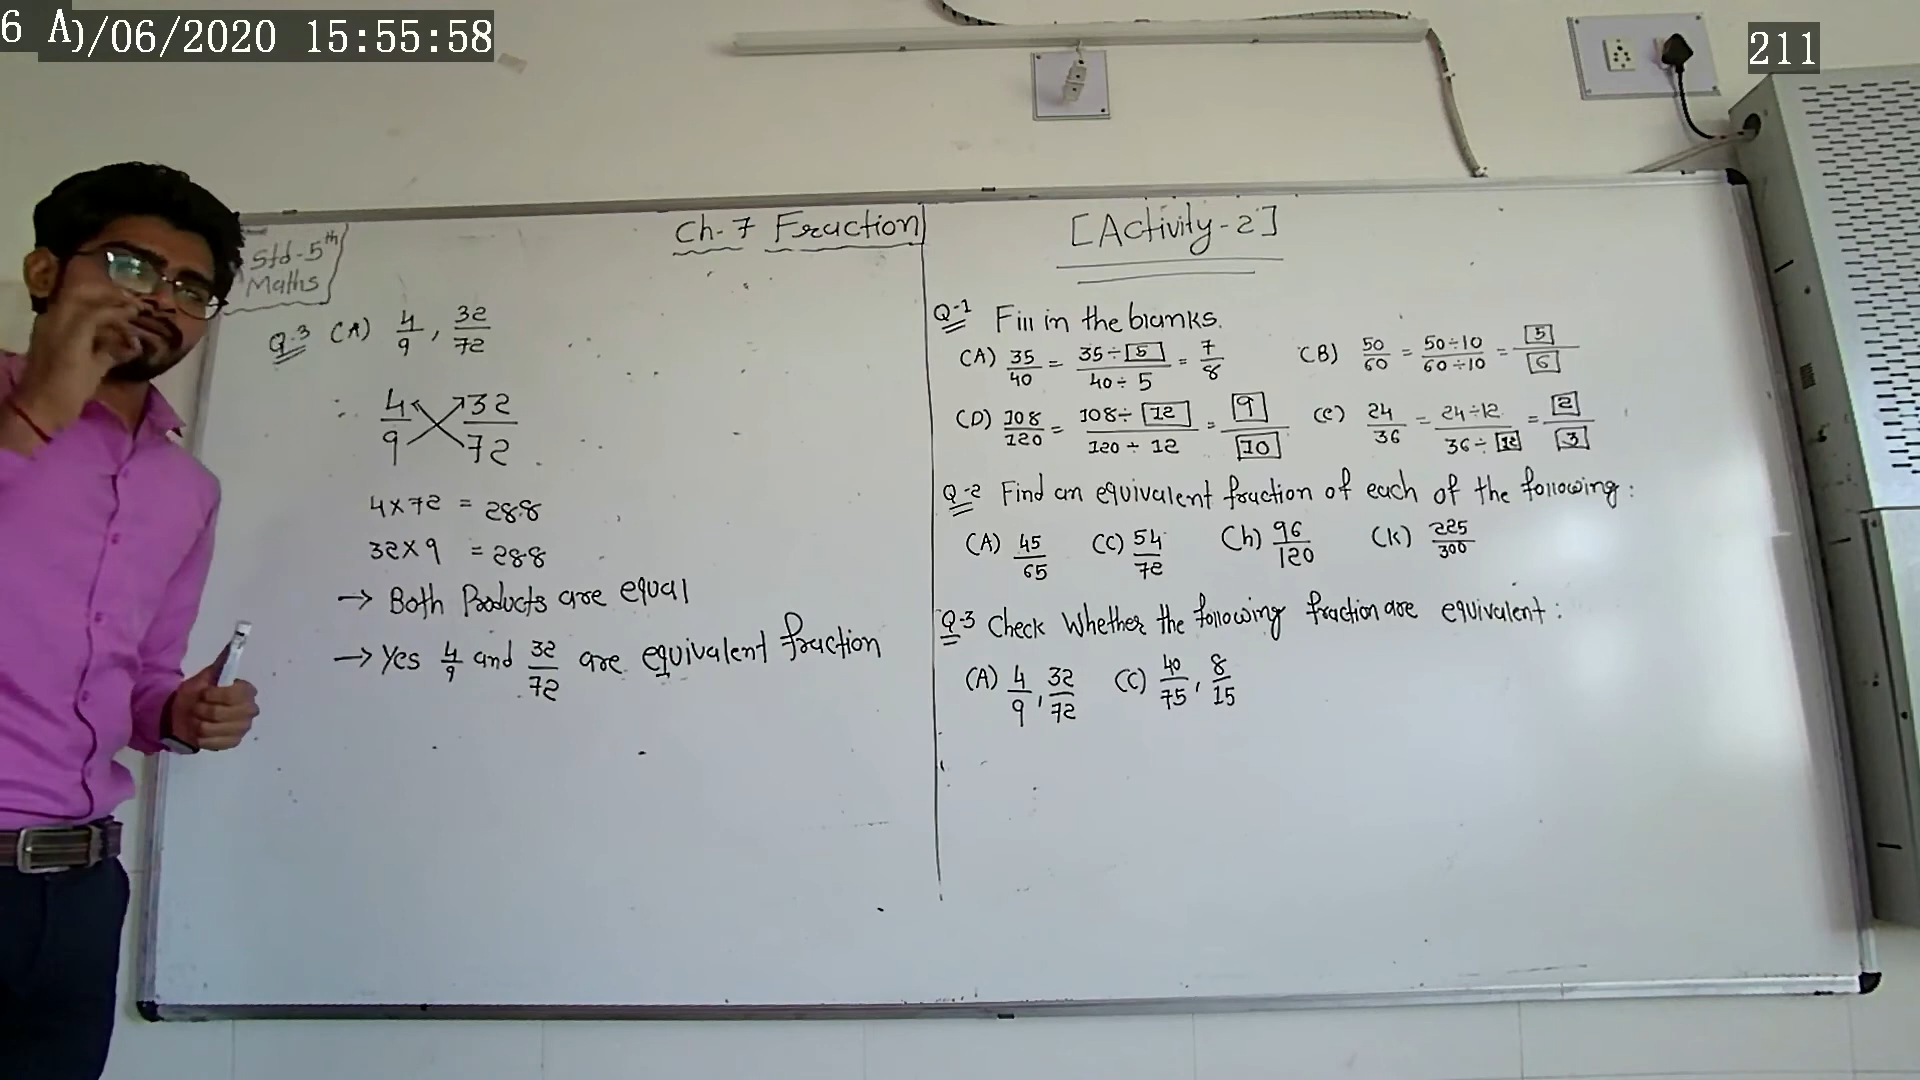 6 A
/06/2020 15:55:58
211
Std-5th
Maths
Ch-7 Fraction
Q-3 (A) 4/9, 32/72
∴ 4/9 32/72
4×72 = 288
32×9 = 288
→ Both Products are equal
→ Yes 4/9 and 32/72 are equivalent fraction
[Activity-2]
Q-1 Fill in the blanks.
(A) 35/40 = 35÷5/40÷5 = 7/8 (B) 50/60 = 50÷10/60÷10 = 5/6
(D) 108/120 = 108÷12/120÷12 = 9/10 (e) 24/36 = 24÷12/36÷12 = 2/3
Q-2 Find an equivalent fraction of each of the following:
(A) 45/65 (C) 54/72 (h) 96/120 (k) 225/300
Q-3 Check Whether the following fraction are equivalent:
(A) 4/9, 32/72 (C) 40/75, 8/15